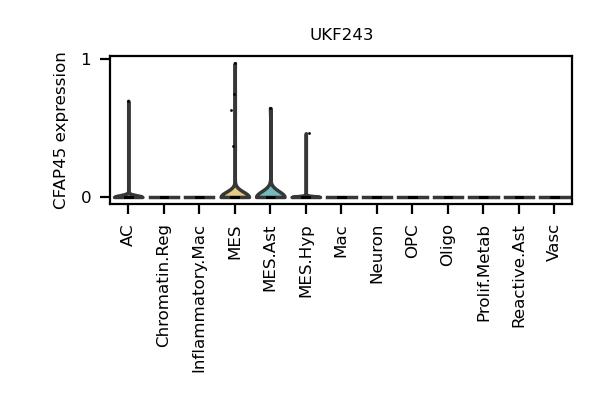 UKF243
CFAP45 expression
1
0
AC
Chromatin.Reg
Inflammatory.Mac
MES
MES.Ast
MES.Hyp
Mac
Neuron
OPC
Oligo
Prolif.Metab
Reactive.Ast
Vasc